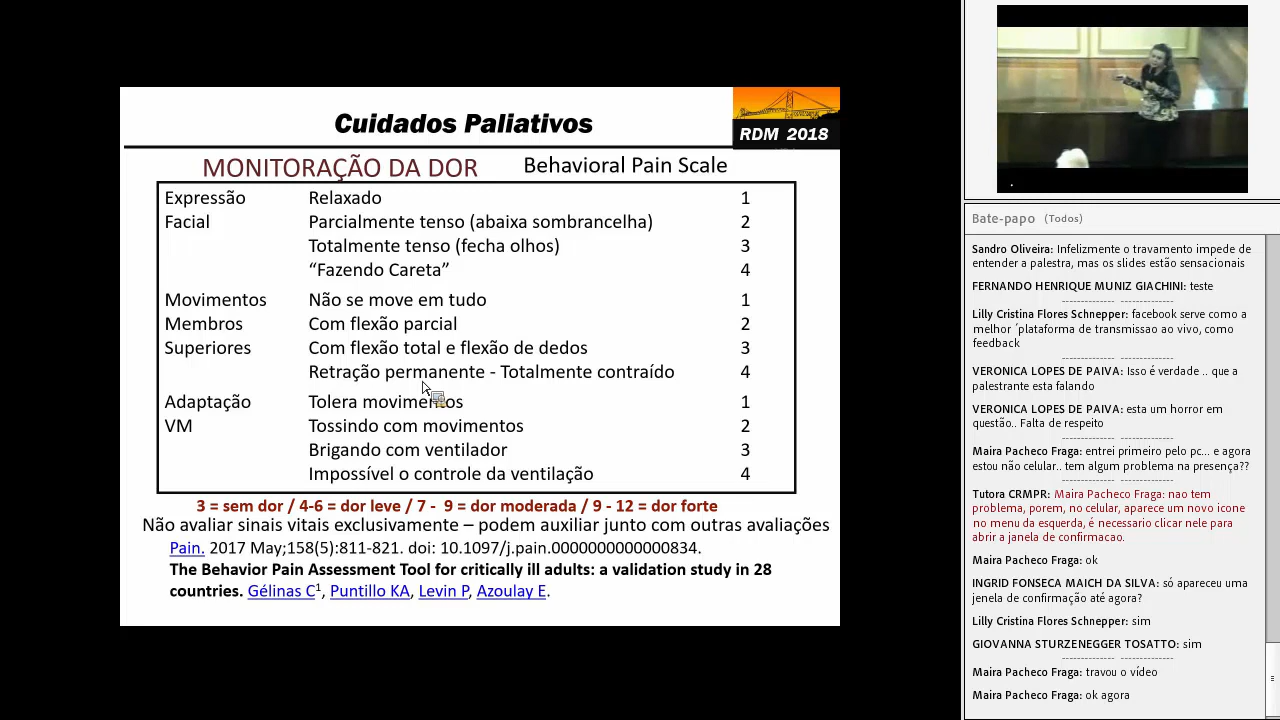 Cuidados Paliativos
RDM 2018
MONITORAÇÃO DA DOR Behavioral Pain Scale
Expressão Relaxado 1
Facial Parcialmente tenso (abaixa sombrancelha) 2
Totalmente tenso (fecha olhos) 3
“Fazendo Careta” 4
Movimentos Não se move em tudo 1
Membros Com flexão parcial 2
Superiores Com flexão total e flexão de dedos 3
Retração permanente - Totalmente contraído 4
Adaptação Tolera movimentos 1
VM Tossindo com movimentos 2
Brigando com ventilador 3
Impossível o controle da ventilação 4
3 = sem dor / 4-6 = dor leve / 7 - 9 = dor moderada / 9 - 12 = dor forte
Não avaliar sinais vitais exclusivamente – podem auxiliar junto com outras avaliações
Pain. 2017 May;158(5):811-821. doi: 10.1097/j.pain.0000000000000834.
The Behavior Pain Assessment Tool for critically ill adults: a validation study in 28
countries. Gélinas C1, Puntillo KA, Levin P, Azoulay E.
Bate-papo (Todos)
Sandro Oliveira: Infelizmente o travamento impede de
entender a palestra, mas os slides estão sensacionais
FERNANDO HENRIQUE MUNIZ GIACHINI: teste
Lilly Cristina Flores Schnepper: facebook serve como a
melhor ´plataforma de transmissao ao vivo, como
feedback
VERONICA LOPES DE PAIVA: Isso é verdade .. que a
palestrante esta falando
VERONICA LOPES DE PAIVA: esta um horror em
questão.. Falta de respeito
Maira Pacheco Fraga: entrei primeiro pelo pc... e agora
estou não celular.. tem algum problema na presença??
Tutora CRMPR: Maira Pacheco Fraga: nao tem
problema, porem, no celular, aparece um novo icone
no menu da esquerda, é necessario clicar nele para
abrir a janela de confirmacao.
Maira Pacheco Fraga: ok
INGRID FONSECA MAICH DA SILVA: só apareceu uma
jenela de confirmação até agora?
Lilly Cristina Flores Schnepper: sim
GIOVANNA STURZENEGGER TOSATTO: sim
Maira Pacheco Fraga: travou o vídeo
Maira Pacheco Fraga: ok agora